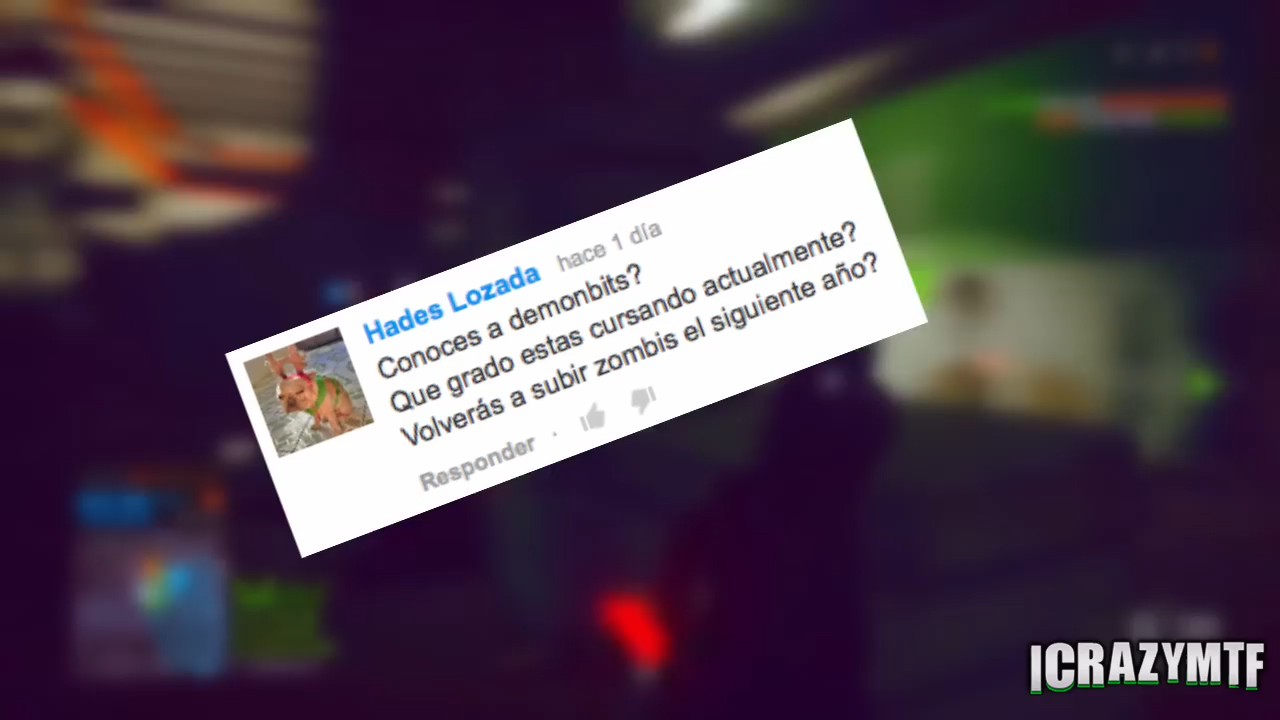 Hades Lozada hace 1 día
Conoces a demonbits?
Que grado estas cursando actualmente?
Volverás a subir zombis el siguiente año?
Responder ·
ICRAZYMTF